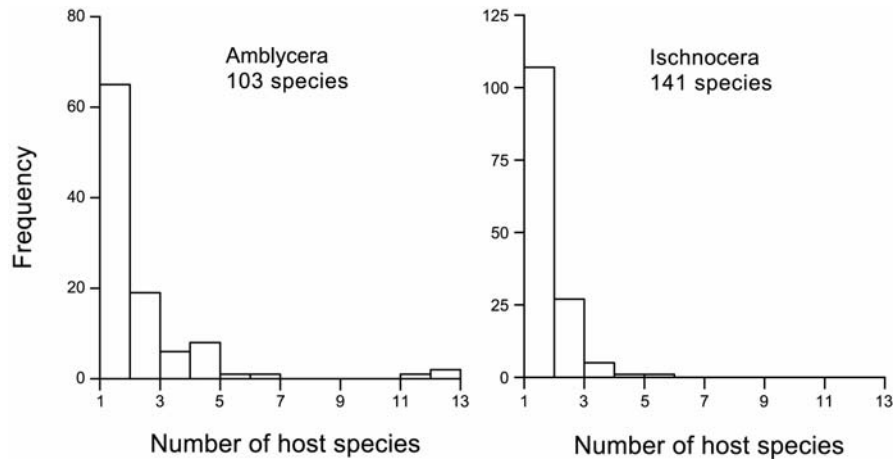 80
60
40
20
0
Frequency
Amblycera
103 species
1 3 5 7 9 11 13
Number of host species
125
100
75
50
25
0
Ischnocera
141 species
1 3 5 7 9 11 13
Number of host species